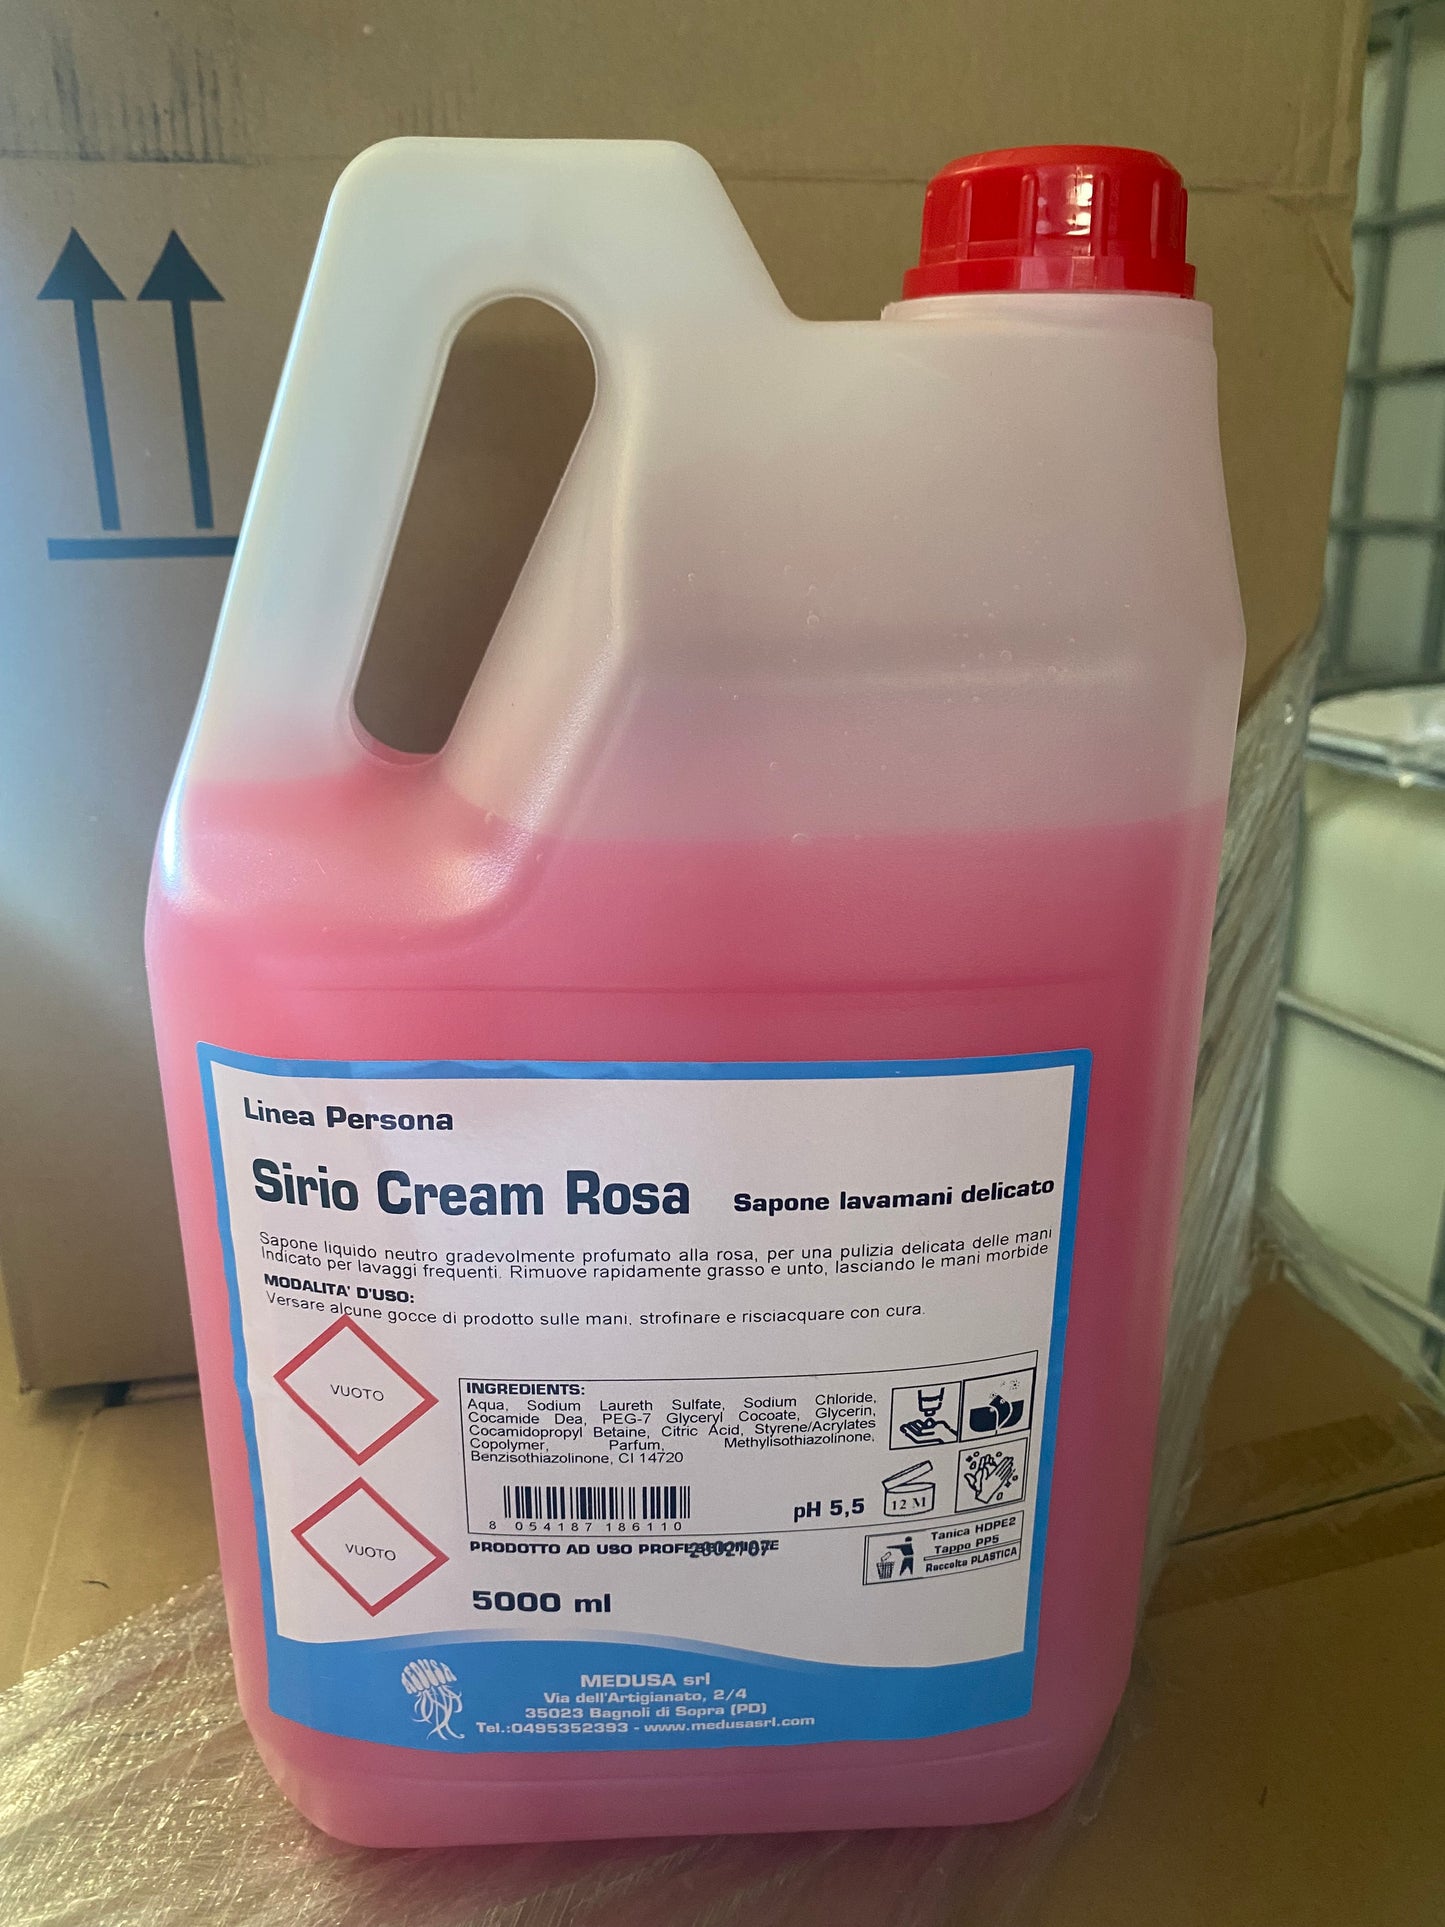 Linea Persona
Sirio Cream Rosa Sapone lavamani delicato
Sapone liquido neutro gradevolmente profumato alla rosa, per una pulizia delicata delle mani
Indicato per lavaggi frequenti. Rimuove rapidamente grasso e unto, lasciando le mani morbide
MODALITA' D'USO:
Versare alcune gocce di prodotto sulle mani, strofinare e risciacquare con cura.
VUOTO
INGREDIENTS:
Aqua, Sodium Laureth Sulfate, Sodium Chloride,
Cocamide Dea, PEG-7 Glyceryl Cocoate, Glycerin,
Cocamidopropyl Betaine, Citric Acid, Styrene/Acrylates
Copolymer, Parfum, Methylisothiazolinone,
Benzisothiazolinone, CI 14720
8 054187 186110
pH 5,5
12 M
VUOTO
PRODOTTO AD USO PROFESSIONALE
Tanica HDPE2
Tappo PP5
Raccolta PLASTICA
5000 ml
MEDUSA
MEDUSA srl
Via dell'Artigianato, 2/4
35023 Bagnoli di Sopra (PD)
Tel.:0495352393 - www.medusasrl.com